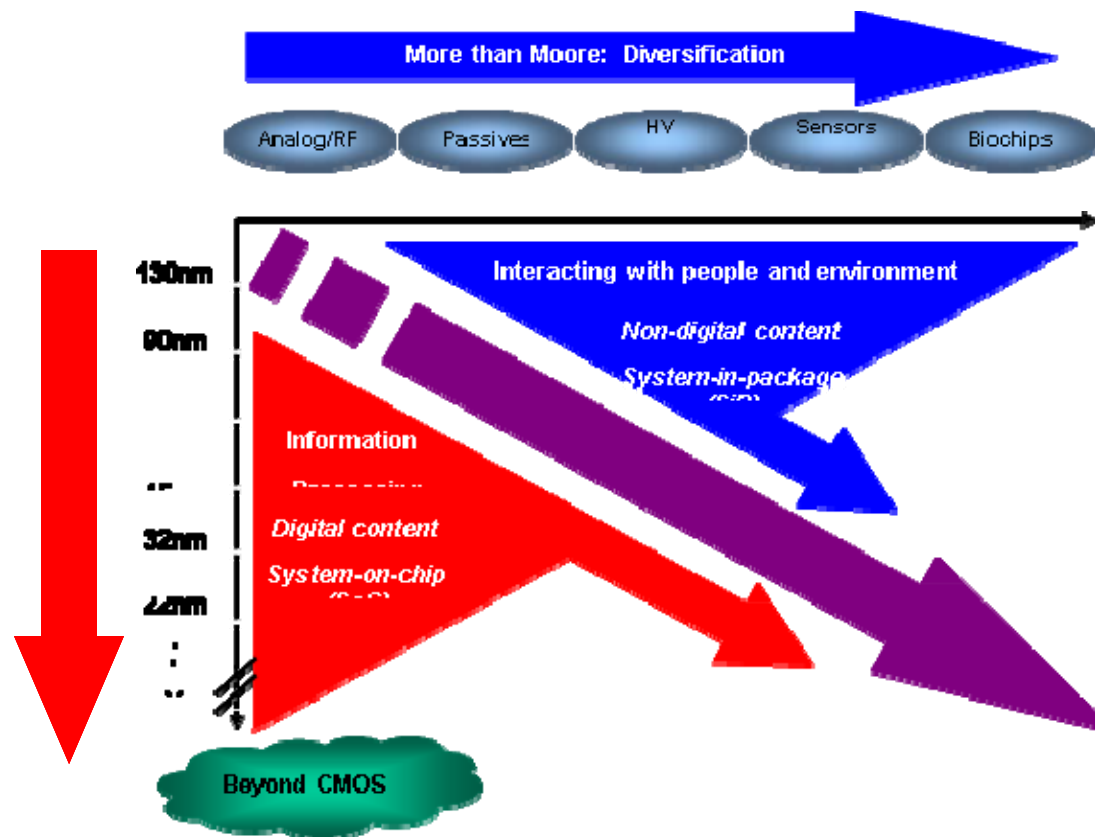 More than Moore: Diversification
Analog/RF
Passives
HV
Sensors
Biochips
130nm
90nm
32nm
22nm
Interacting with people and environment
Non-digital content
System-in-package
Information
Digital content
System-on-chip
Beyond CMOS